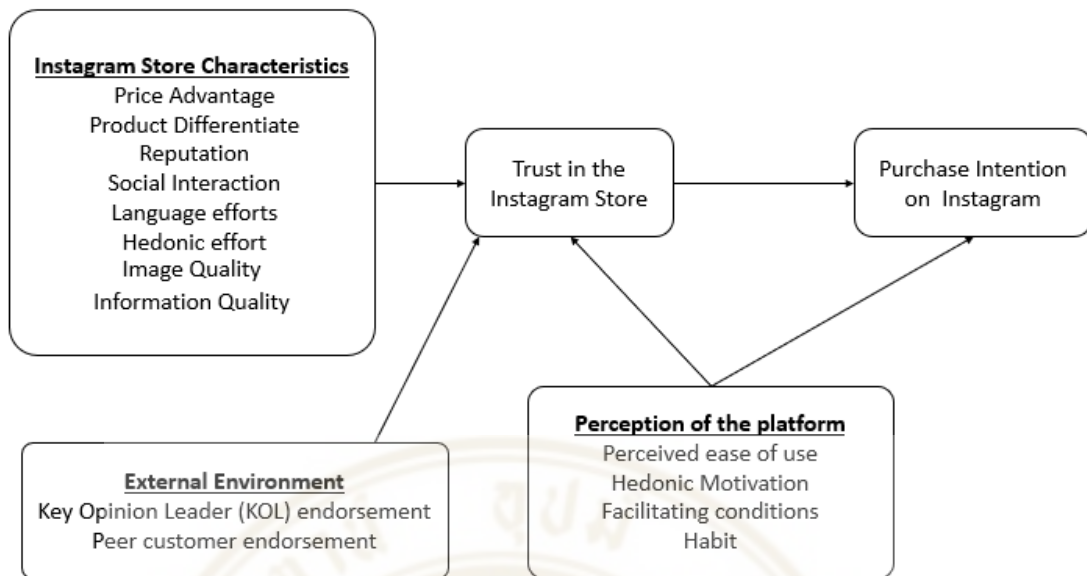 Instagram Store Characteristics
Price Advantage
Product Differentiate
Reputation
Social Interaction
Language efforts
Hedonic effort
Image Quality
Information Quality
Trust in the
Instagram Store
Purchase Intention
on Instagram
External Environment
Key Opinion Leader (KOL) endorsement
Peer customer endorsement
Perception of the platform
Perceived ease of use
Hedonic Motivation
Facilitating conditions
Habit